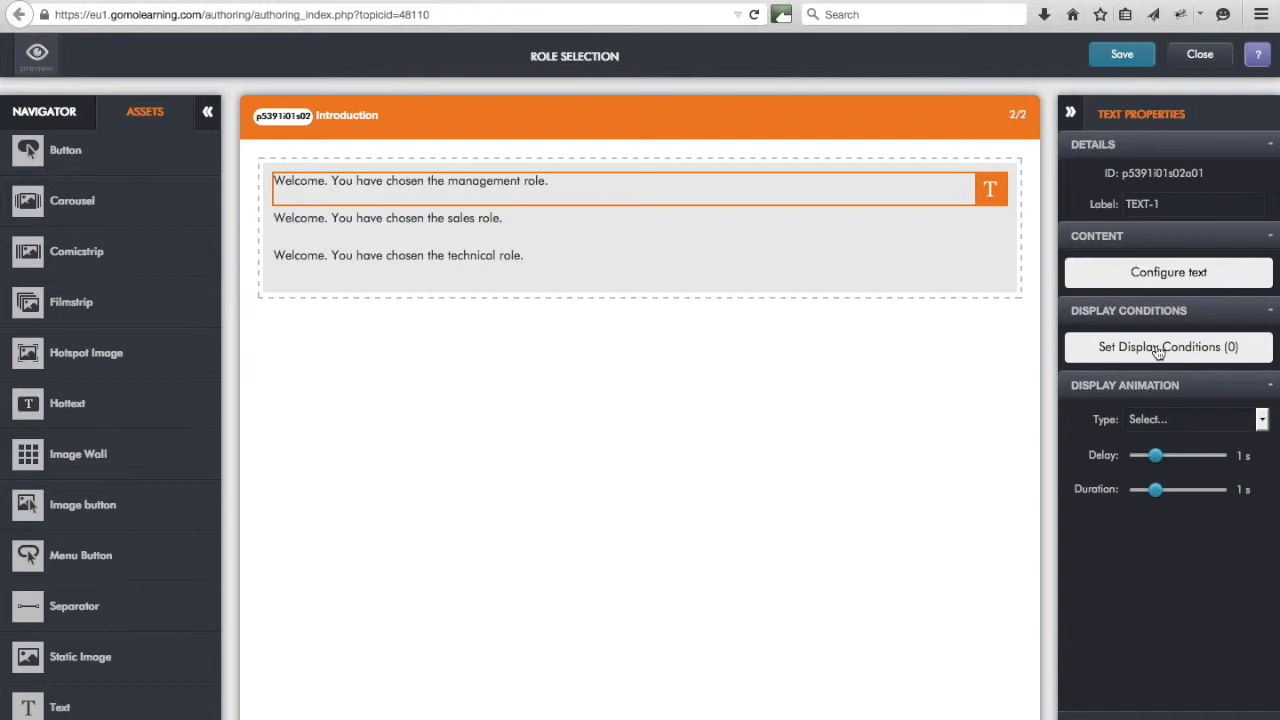 https://eu1.gomolearning.com/authoring/authoring_index.php?topicid=48110
Search
preview
ROLE SELECTION
Save
Close
?
NAVIGATOR
ASSETS
Button
Carousel
Comicstrip
Filmstrip
Hotspot Image
Hottext
Image Wall
Image button
Menu Button
Separator
Static Image
Text
p5391i01s02 Introduction
2/2
Welcome. You have chosen the management role.
T
Welcome. You have chosen the sales role.
Welcome. You have chosen the technical role.
TEXT PROPERTIES
DETAILS
ID: p5391i01s02a01
Label: TEXT-1
CONTENT
Configure text
DISPLAY CONDITIONS
Set Display Conditions (0)
DISPLAY ANIMATION
Type: Select...
Delay: 1 s
Duration: 1 s